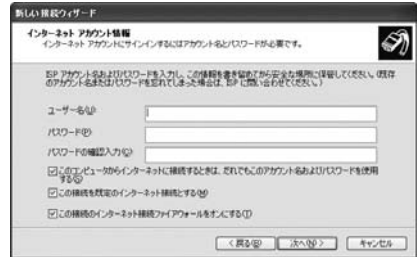 新しい接続ウィザード
インターネット アカウント情報
インターネット アカウントにサインインするにはアカウント名とパスワードが必要です。
ISP アカウント名およびパスワードを入力し、この情報を書き留めてから安全な場所に保管してください。(既存
のアカウント名またはパスワードを忘れてしまった場合は、ISP に問い合わせてください。)
ユーザー名(U)
パスワード(P)
パスワードの確認入力(C)
このコンピュータからインターネットに接続するときは、だれでもこのアカウント名およびパスワードを使用
する(S)
この接続を既定のインターネット接続とする(M)
この接続のインターネット接続ファイアウォールをオンにする(T)
< 戻る(B)
次へ(N) >
キャンセル